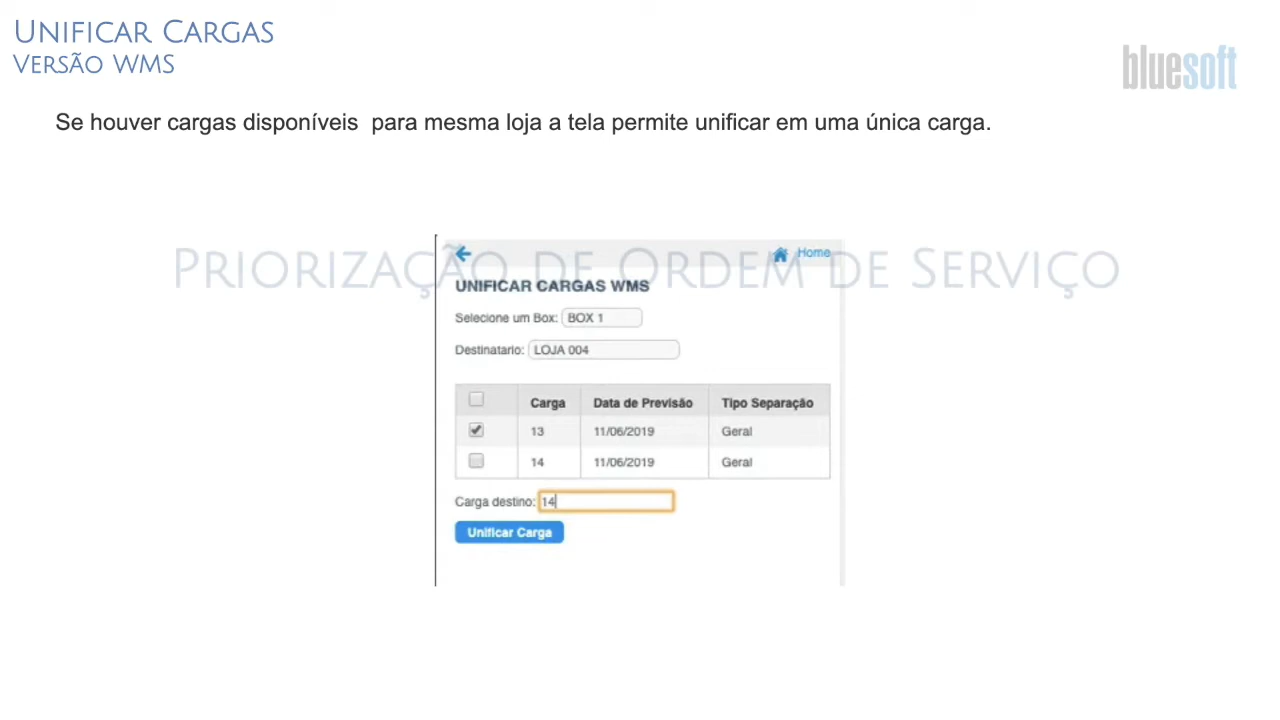 Unificar Cargas
Versão WMS
bluesoft
Se houver cargas disponíveis  para mesma loja a tela permite unificar em uma única carga.
Priorização de Ordem de Serviço
Home
UNIFICAR CARGAS WMS
Selecione um Box: BOX 1
Destinatario: LOJA 004
Carga Data de Previsão Tipo Separação
13 11/06/2019 Geral
14 11/06/2019 Geral
Carga destino: 14
Unificar Carga